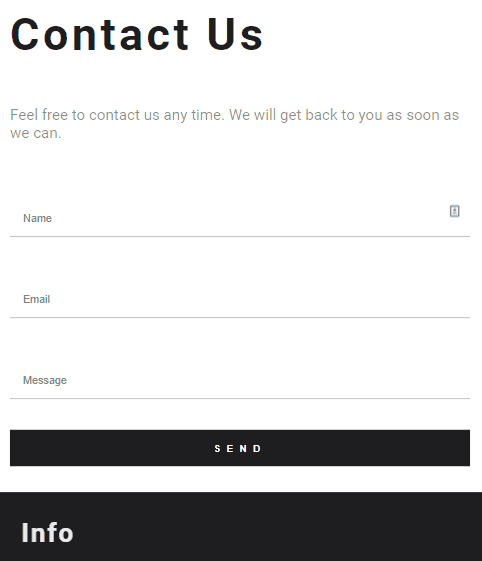 Contact Us
Feel free to contact us any time. We will get back to you as soon as
we can.
Name
Email
Message
SEND
Info